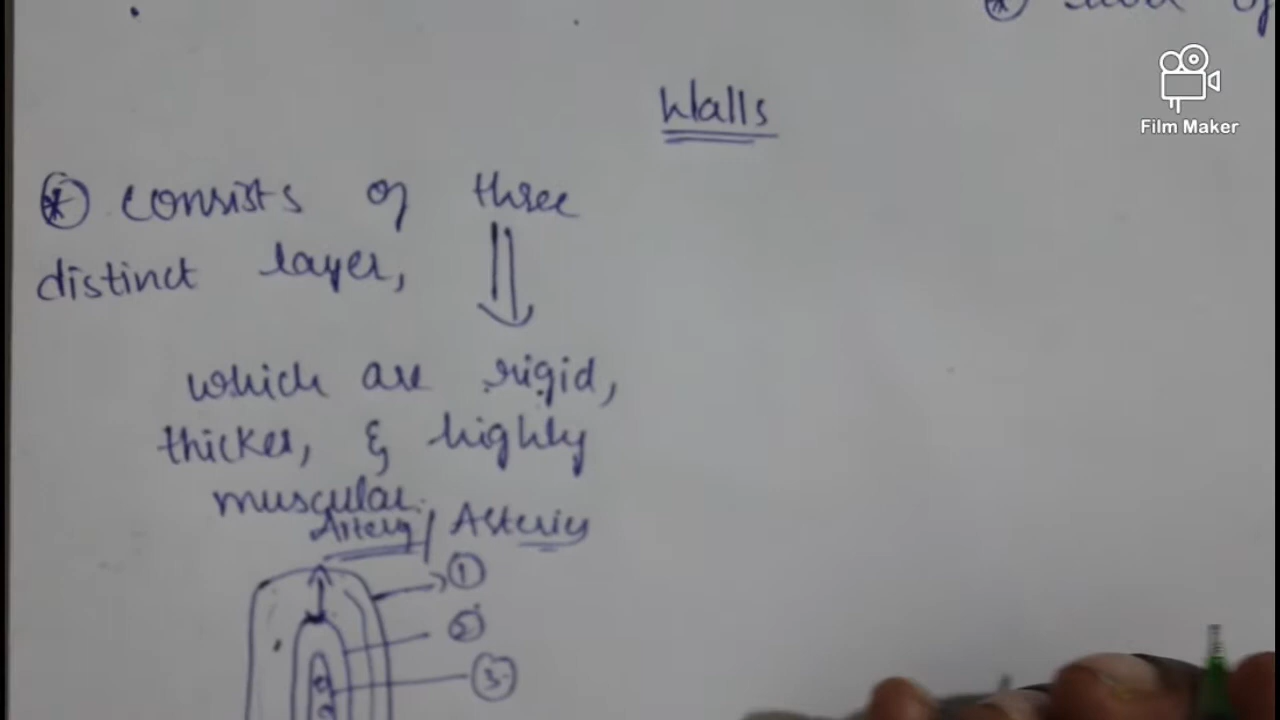 Film Maker
Walls
* consists of three
distinct layer,
which are rigid,
thicker, & highly
muscular.
Artery / Arteries
1
2
3